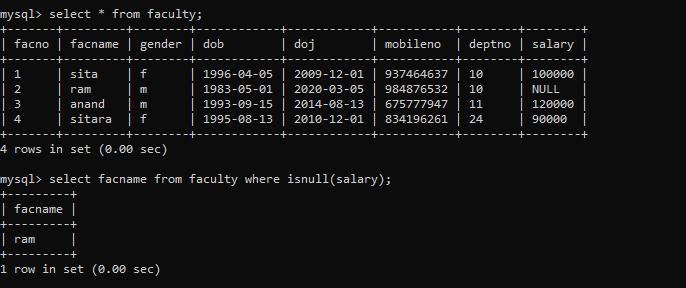 mysql> select * from faculty;
+-------+---------+--------+------------+------------+-----------+--------+--------+
| facno | facname | gender | dob        | doj        | mobileno  | deptno | salary |
+-------+---------+--------+------------+------------+-----------+--------+--------+
| 1     | sita    | f      | 1996-04-05 | 2009-12-01 | 937464637 | 10     | 100000 |
| 2     | ram     | m      | 1983-05-01 | 2020-03-05 | 984876532 | 10     | NULL   |
| 3     | anand   | m      | 1993-09-15 | 2014-08-13 | 675777947 | 11     | 120000 |
| 4     | sitara  | f      | 1995-08-13 | 2010-12-01 | 834196261 | 24     | 90000  |
+-------+---------+--------+------------+------------+-----------+--------+--------+
4 rows in set (0.00 sec)
mysql> select facname from faculty where isnull(salary);
+---------+
| facname |
+---------+
| ram     |
+---------+
1 row in set (0.00 sec)